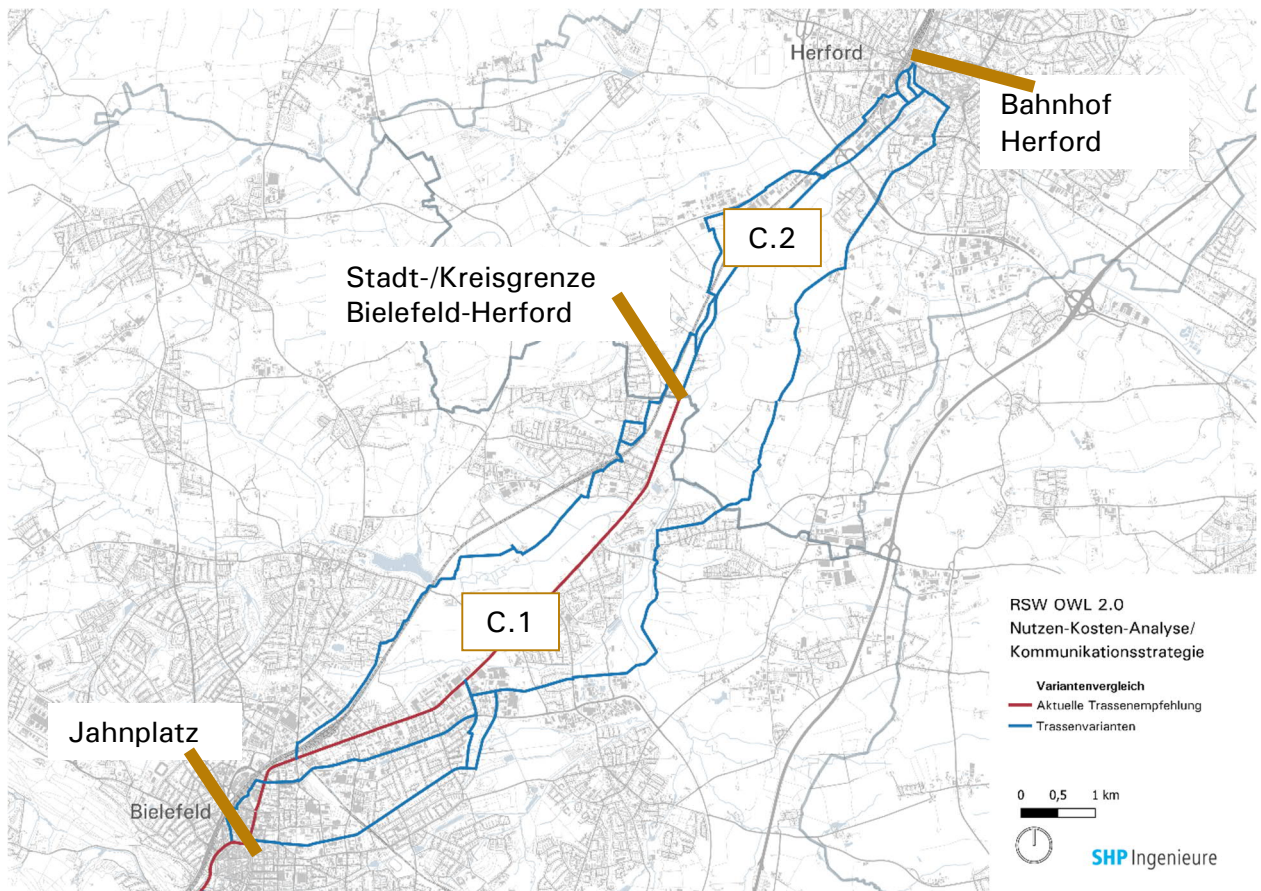 Herford
Bahnhof
Herford
C.2
Stadt-/Kreisgrenze
Bielefeld-Herford
C.1
Jahnplatz
Bielefeld
RSW OWL 2.0
Nutzen-Kosten-Analyse/
Kommunikationsstrategie
Variantenvergleich
Aktuelle Trassenempfehlung
Trassenvarianten
0 0,5 1 km
SHP Ingenieure